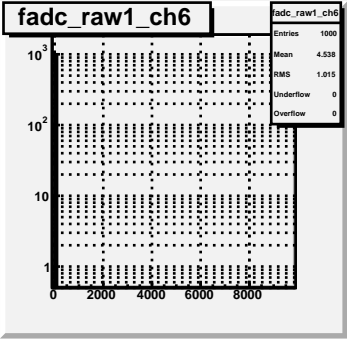 fadc_raw1_ch6
fadc_raw1_ch6
Entries 1000
Mean 4.538
RMS 1.015
Underflow 0
Overflow 0
10³
10²
10
1
0 2000 4000 6000 8000